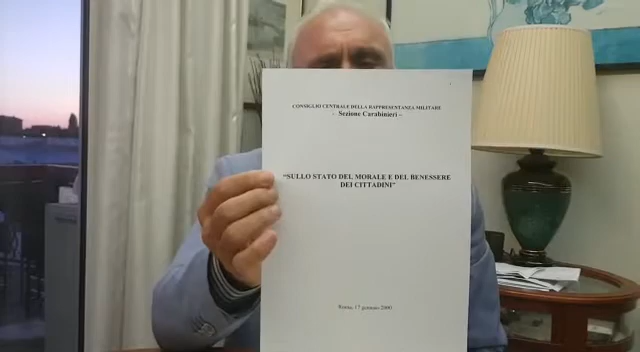 CONSIGLIO CENTRALE DELLA RAPPRESENTANZA MILITARE
- Sezione Carabinieri -
"SULLO STATO DEL MORALE E DEL BENESSERE
DEI CITTADINI"
Roma, 17 gennaio 2000